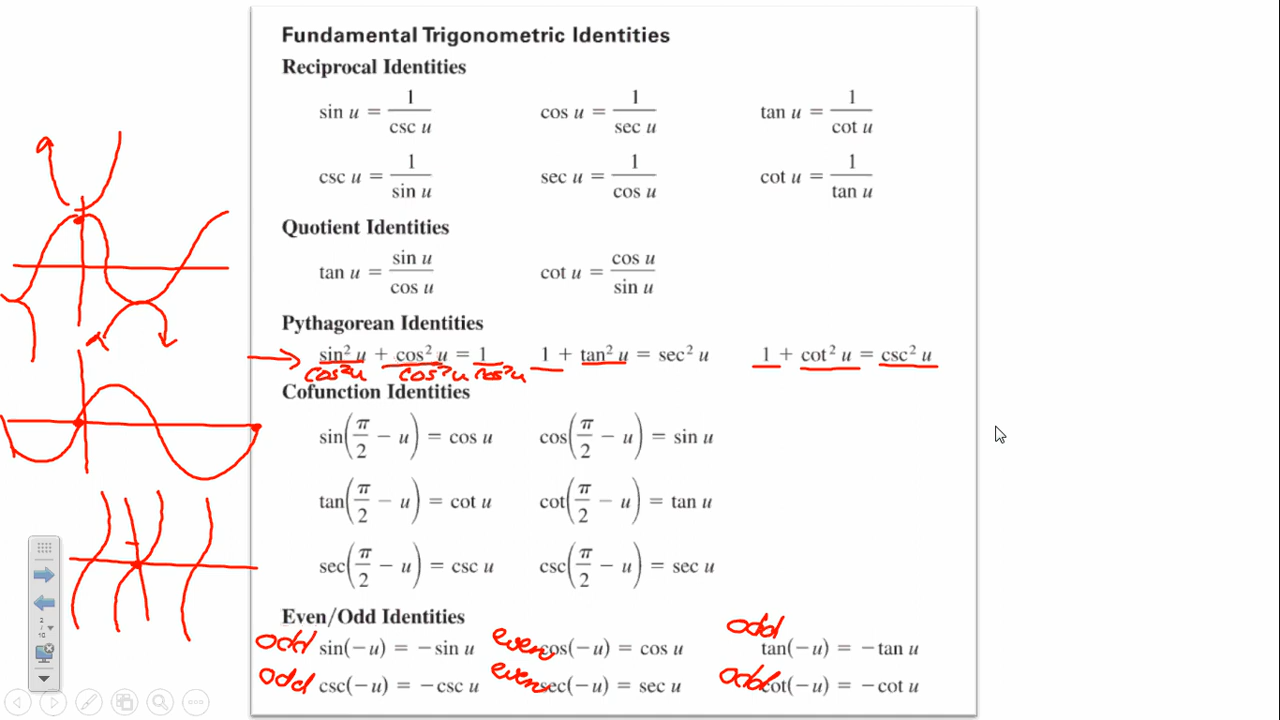 Fundamental Trigonometric Identities
Reciprocal Identities
sin u = 1/csc u    cos u = 1/sec u    tan u = 1/cot u
csc u = 1/sin u    sec u = 1/cos u    cot u = 1/tan u
Quotient Identities
tan u = sin u/cos u    cot u = cos u/sin u
Pythagorean Identities
sin² u + cos² u = 1    1 + tan² u = sec² u    1 + cot² u = csc² u
cos²u    cos²u    cos²u
Cofunction Identities
sin(π/2 − u) = cos u    cos(π/2 − u) = sin u
tan(π/2 − u) = cot u    cot(π/2 − u) = tan u
sec(π/2 − u) = csc u    csc(π/2 − u) = sec u
Even/Odd Identities
odd sin(−u) = −sin u    even cos(−u) = cos u    odd tan(−u) = −tan u
odd csc(−u) = −csc u    even sec(−u) = sec u    odd cot(−u) = −cot u
2
/
10